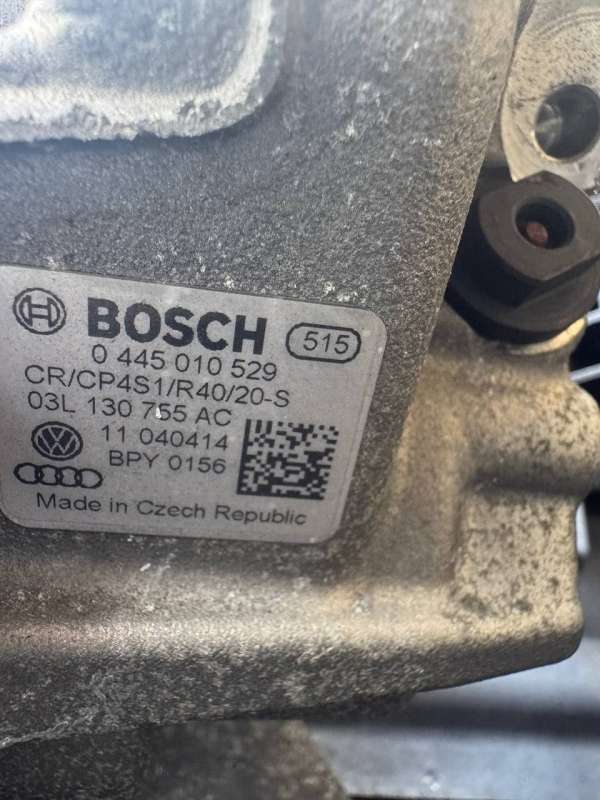 BOSCH 515
0 445 010 529
CR/CP4S1/R40/20-S
03L 130 755 AC
11 040414
BPY 0156
Made in Czech Republic